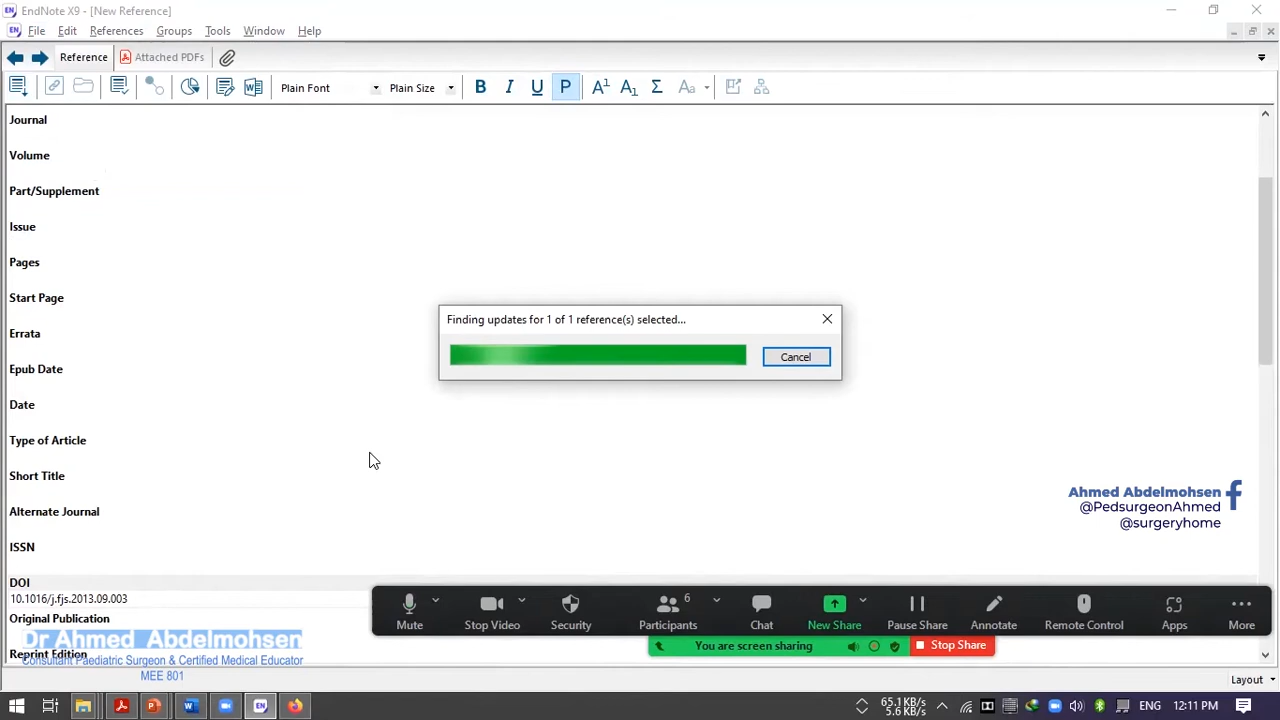 EndNote X9 - [New Reference]
File Edit References Groups Tools Window Help
Reference Attached PDFs
Plain Font Plain Size B I U P A¹ A₁ Σ Aa
Journal
Volume
Part/Supplement
Issue
Pages
Start Page
Errata
Epub Date
Date
Type of Article
Short Title
Alternate Journal
ISSN
DOI
10.1016/j.fjs.2013.09.003
Original Publication
Reprint Edition
Finding updates for 1 of 1 reference(s) selected...
Cancel
Ahmed Abdelmohsen
@PedsurgeonAhmed
@surgeryhome
Dr Ahmed Abdelmohsen
Consultant Paediatric Surgeon & Certified Medical Educator
MEE 801
6
Mute Stop Video Security Participants Chat New Share Pause Share Annotate Remote Control Apps More
You are screen sharing Stop Share
Layout
65.1 KB/s
5.6 KB/s
ENG 12:11 PM